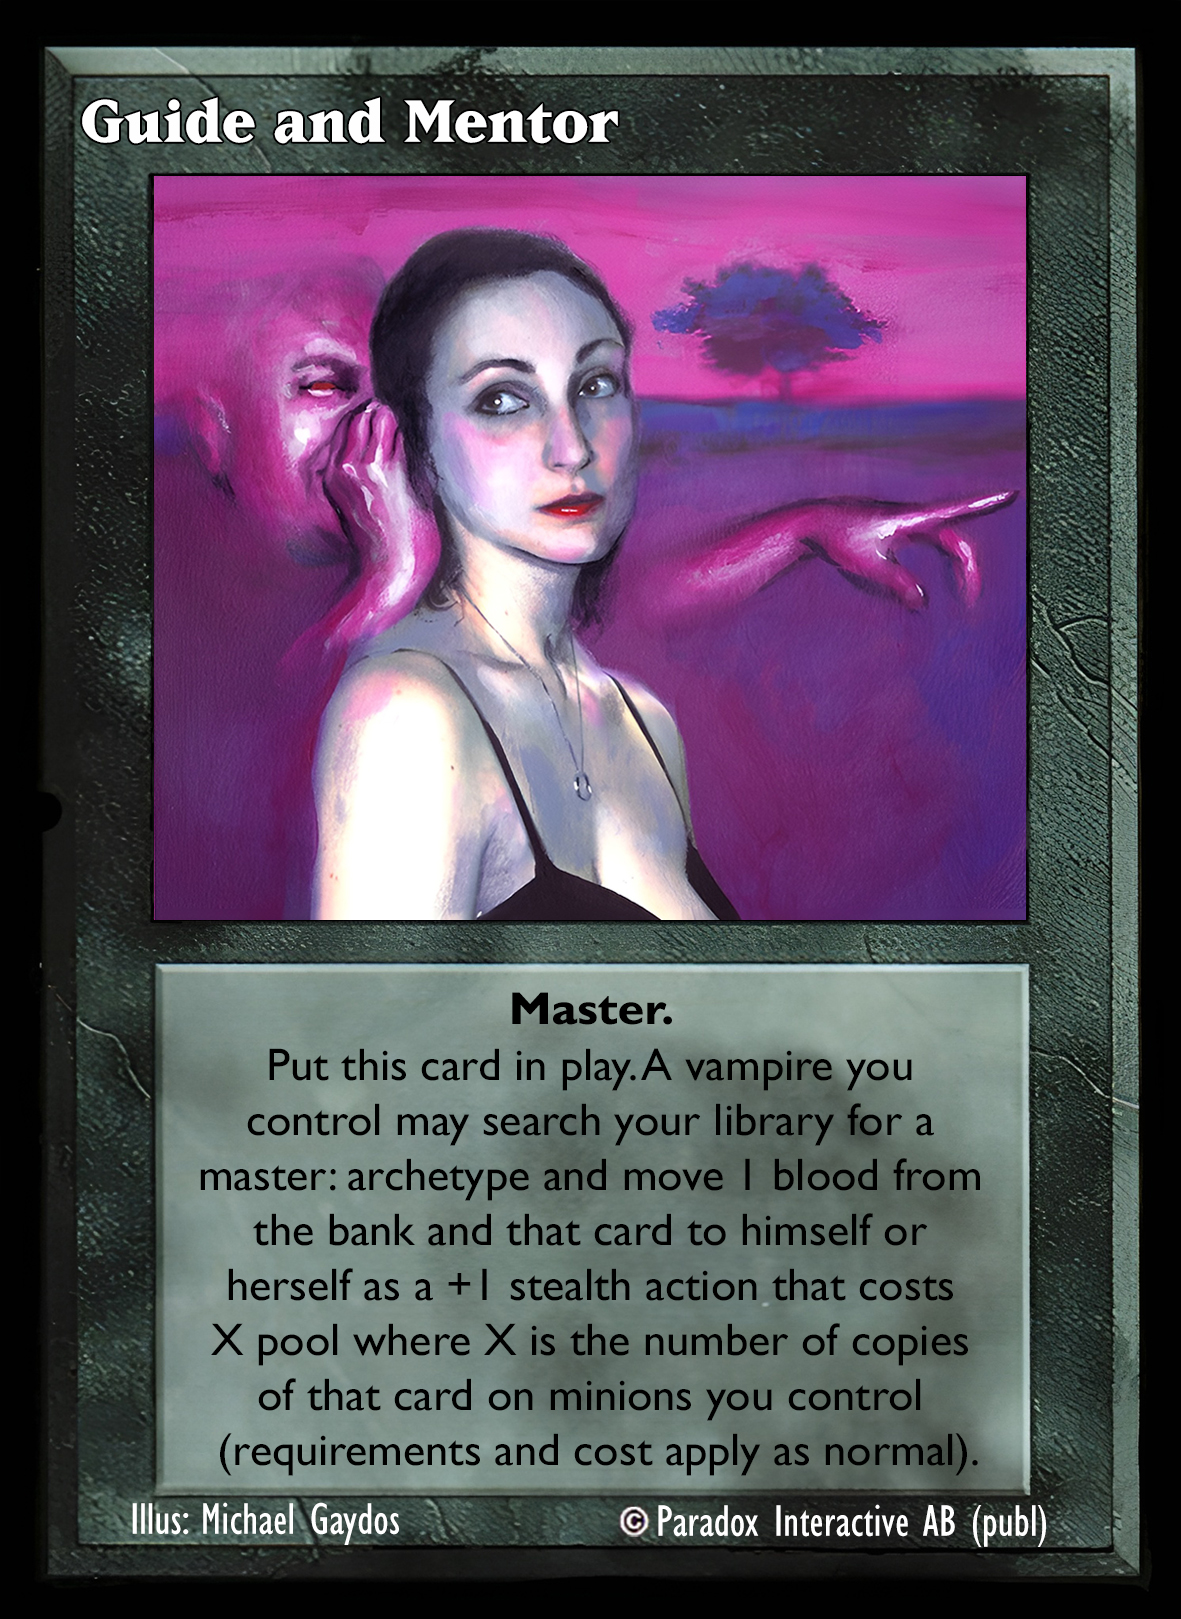 Guide and Mentor
Master.
Put this card in play. A vampire you
control may search your library for a
master: archetype and move 1 blood from
the bank and that card to himself or
herself as a +1 stealth action that costs
X pool where X is the number of copies
of that card on minions you control
(requirements and cost apply as normal).
Illus: Michael Gaydos
© Paradox Interactive AB (publ)